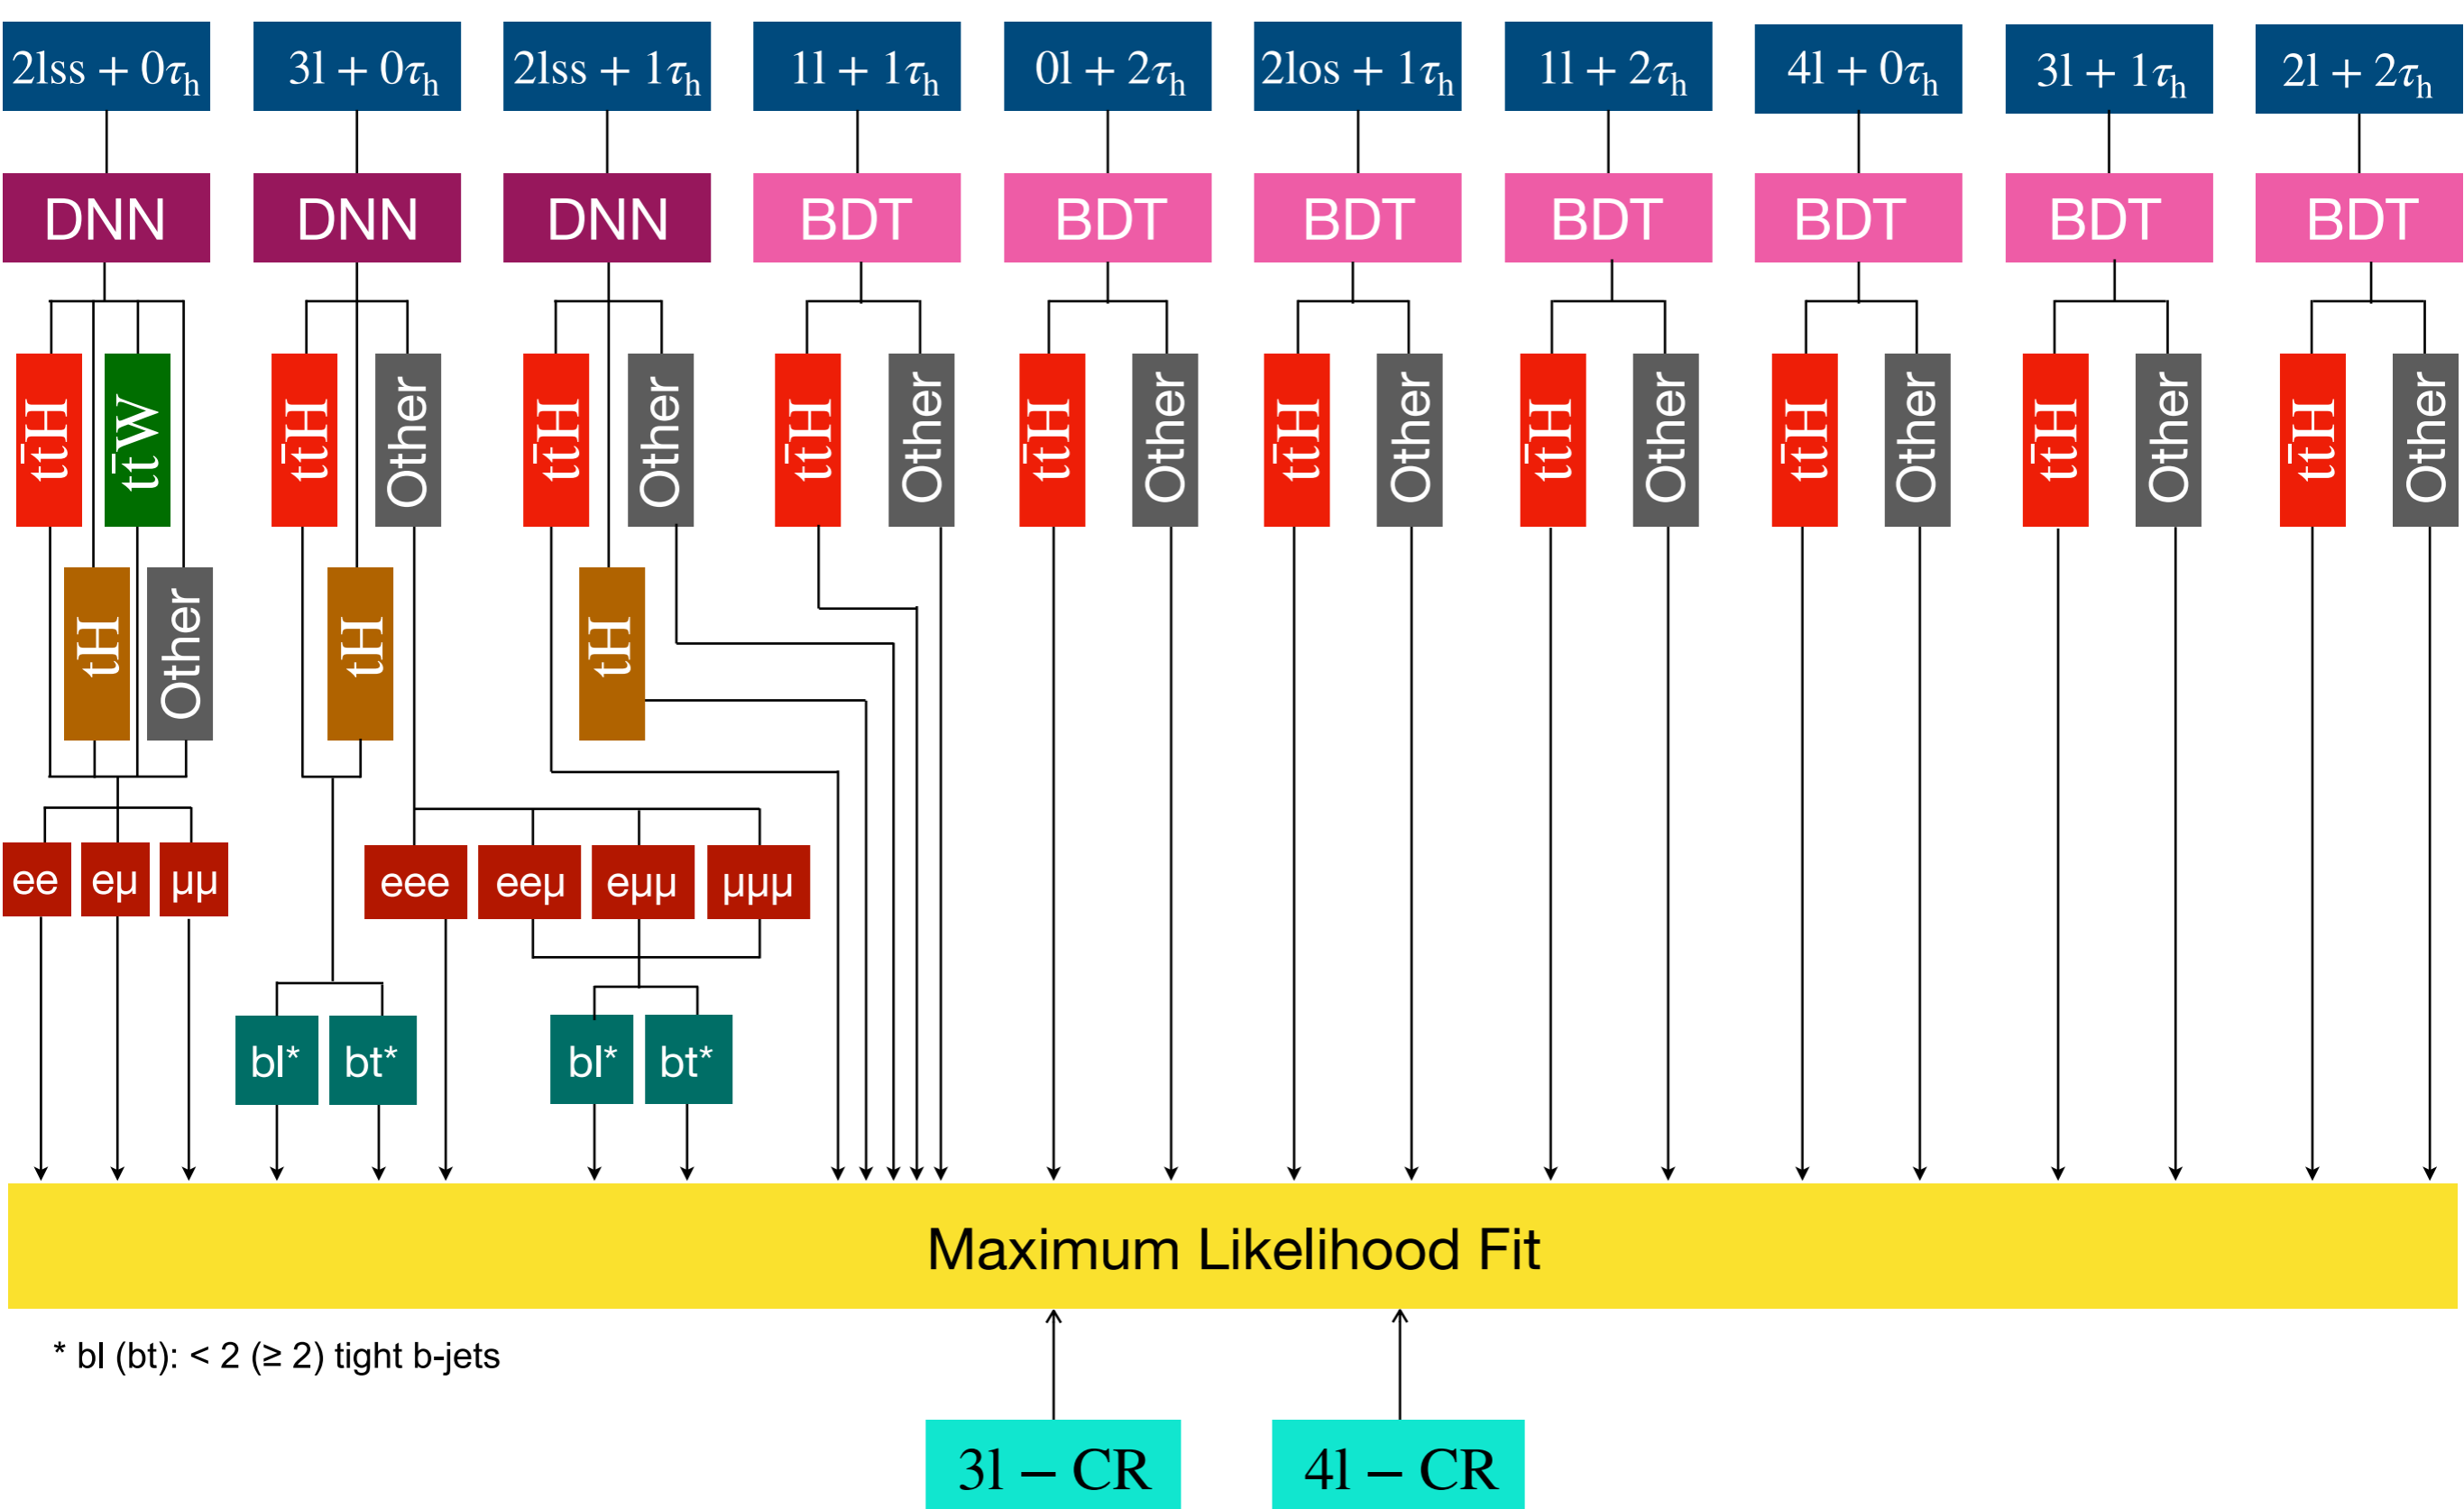 2lss + 0τh 3l + 0τh 2lss + 1τh 1l + 1τh 0l + 2τh 2los + 1τh 1l + 2τh 4l + 0τh 3l + 1τh 2l + 2τh
DNN DNN DNN BDT BDT BDT BDT BDT BDT BDT
tt̄H tt̄W tt̄H Other tt̄H Other tt̄H Other tt̄H Other tt̄H Other tt̄H Other tt̄H Other tt̄H Other tt̄H Other
tH Other tH tH
ee eμ μμ eee eeμ eμμ μμμ
bl* bt* bl* bt*
Maximum Likelihood Fit
* bl (bt): < 2 (≥ 2) tight b-jets
3l – CR 4l – CR